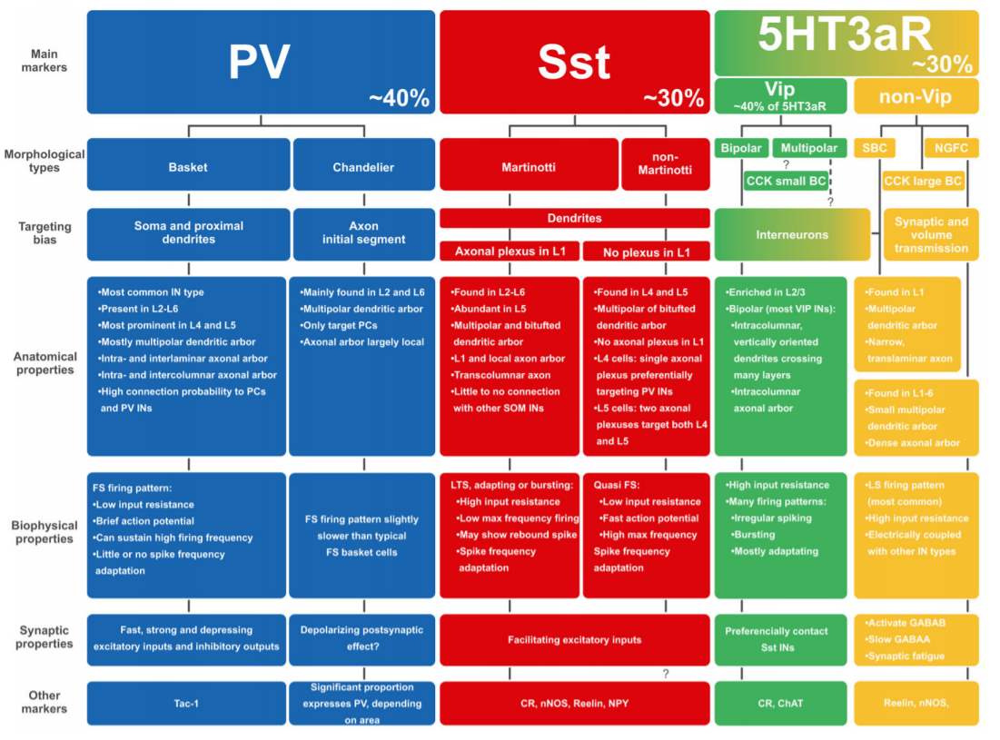 Main
markers
PV
~40%
Sst
~30%
5HT3aR
~30%
Vip
~40% of 5HT3aR
non-Vip
Morphological
types
Basket
Chandelier
Martinotti
non-
Martinotti
Bipolar
Multipolar
SBC
NGFC
?
CCK small BC
CCK large BC
?
Targeting
bias
Soma and proximal
dendrites
Axon
initial segment
Dendrites
Axonal plexus in L1
No plexus in L1
Interneurons
Synaptic and
volume
transmission
Anatomical
properties
•Most common IN type
•Present in L2-L6
•Most prominent in L4 and L5
•Mostly multipolar dendritic arbor
•Intra- and interlaminar axonal arbor
•Intra- and intercolumnar axonal arbor
•High connection probability to PCs
and PV INs
•Mainly found in L2 and L6
•Multipolar dendritic arbor
•Only target PCs
•Axonal arbor largely local
•Found in L2-L6
•Abundant in L5
•Multipolar and bitufted
dendritic arbor
•L1 and local axon arbor
•Transcolumnar axon
•Little to no connection
with other SOM INs
•Found in L4 and L5
•Multipolar of bitufted
dendritic arbor
•No axonal plexus in L1
•L4 cells: single axonal
plexus preferentially
targeting PV INs
•L5 cells: two axonal
plexuses target both L4
and L5
•Enriched in L2/3
•Bipolar (most VIP INs):
•Intracolumnar,
vertically oriented
dendrites crossing
many layers
•Intracolumnar
axonal arbor
•Found in L1
•Multipolar
dendritic arbor
•Narrow,
translaminar axon
•Found in L1-6
•Small multipolar
dendritic arbor
•Dense axonal arbor
Biophysical
properties
FS firing pattern:
•Low input resistance
•Brief action potential
•Can sustain high firing frequency
•Little or no spike frequency
adaptation
FS firing pattern slightly
slower than typical
FS basket cells
LTS, adapting or bursting:
•High input resistance
•Low max frequency firing
•May show rebound spike
•Spike frequency
adaptation
Quasi FS:
•Low input resistance
•Fast action potential
•High max frequency
Spike frequency
adaptation
•High input resistance
•Many firing patterns:
•Irregular spiking
•Bursting
•Mostly adaptating
•LS firing pattern
(most common)
•High input resistance
•Electrically coupled
with other IN types
Synaptic
properties
Fast, strong and depressing
excitatory inputs and inhibitory outputs
Depolarizing postsynaptic
effect?
Facilitating excitatory inputs
Preferencially contact
Sst INs
•Activate GABAB
•Slow GABAA
•Synaptic fatigue
?
Other
markers
Tac-1
Significant proportion
expresses PV, depending
on area
CR, nNOS, Reelin, NPY
CR, ChAT
Reelin, nNOS,